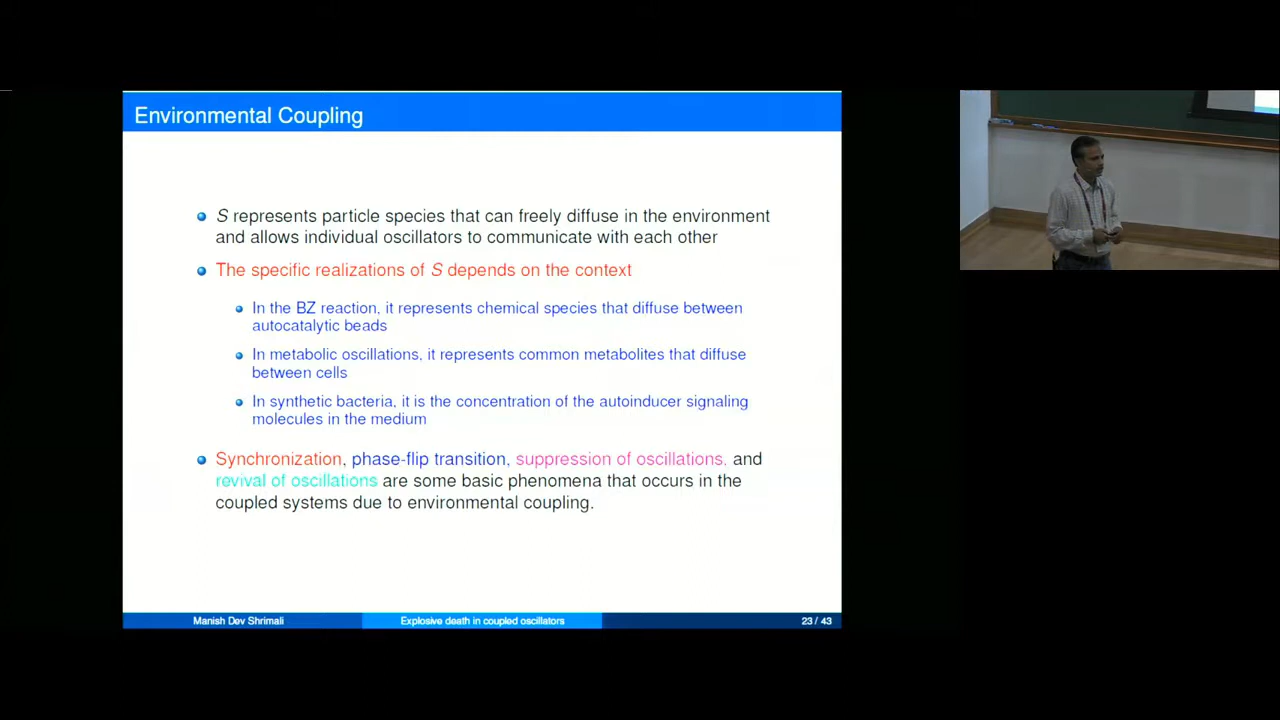 Environmental Coupling
S represents particle species that can freely diffuse in the environment
and allows individual oscillators to communicate with each other
The specific realizations of S depends on the context
In the BZ reaction, it represents chemical species that diffuse between
autocatalytic beads
In metabolic oscillations, it represents common metabolites that diffuse
between cells
In synthetic bacteria, it is the concentration of the autoinducer signaling
molecules in the medium
Synchronization, phase-flip transition, suppression of oscillations, and
revival of oscillations are some basic phenomena that occurs in the
coupled systems due to environmental coupling.
Manish Dev Shrimali Explosive death in coupled oscillators 23 / 43